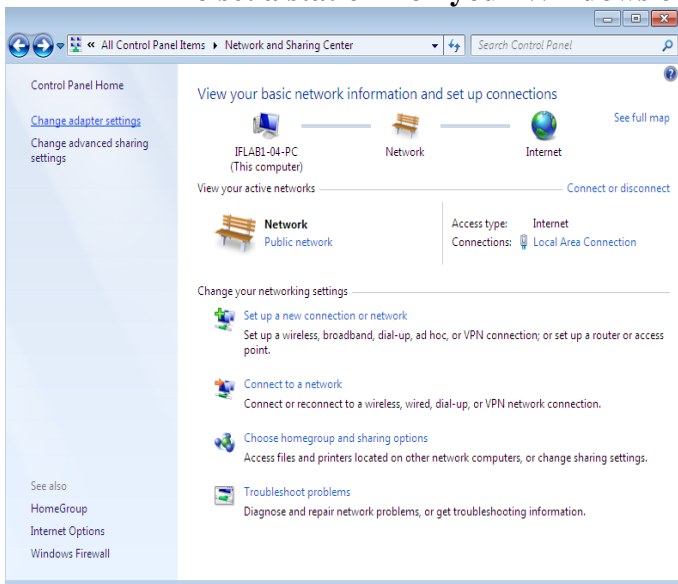 All Control Panel Items ▸ Network and Sharing Center
Search Control Panel
Control Panel Home
Change adapter settings
Change advanced sharing
settings
View your basic network information and set up connections
See full map
IFLAB1-04-PC
(This computer)
Network
Internet
View your active networks
Connect or disconnect
Network
Public network
Access type: Internet
Connections: Local Area Connection
Change your networking settings
Set up a new connection or network
Set up a wireless, broadband, dial-up, ad hoc, or VPN connection; or set up a router or access
point.
Connect to a network
Connect or reconnect to a wireless, wired, dial-up, or VPN network connection.
Choose homegroup and sharing options
Access files and printers located on other network computers, or change sharing settings.
Troubleshoot problems
Diagnose and repair network problems, or get troubleshooting information.
See also
HomeGroup
Internet Options
Windows Firewall